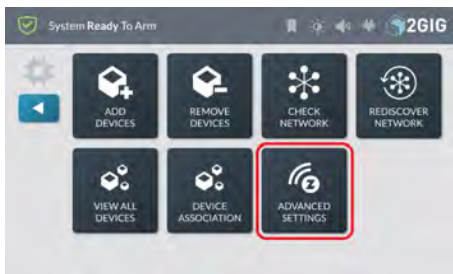 System Ready To Arm
2GIG
ADD
DEVICES
REMOVE
DEVICES
CHECK
NETWORK
REDISCOVER
NETWORK
VIEW ALL
DEVICES
DEVICE
ASSOCIATION
ADVANCED
SETTINGS